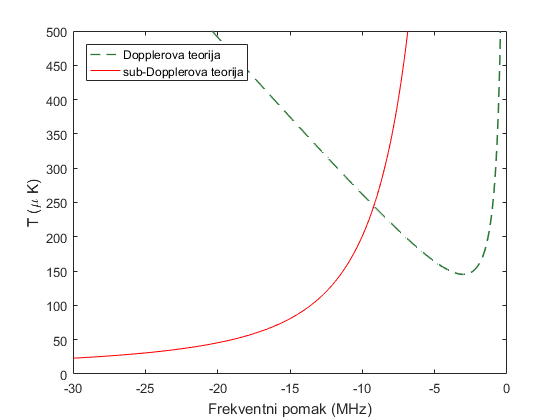 500
450
400
350
300
250
200
150
100
50
0
T (μ K)
Dopplerova teorija
sub-Dopplerova teorija
-30 -25 -20 -15 -10 -5 0
Frekventni pomak (MHz)